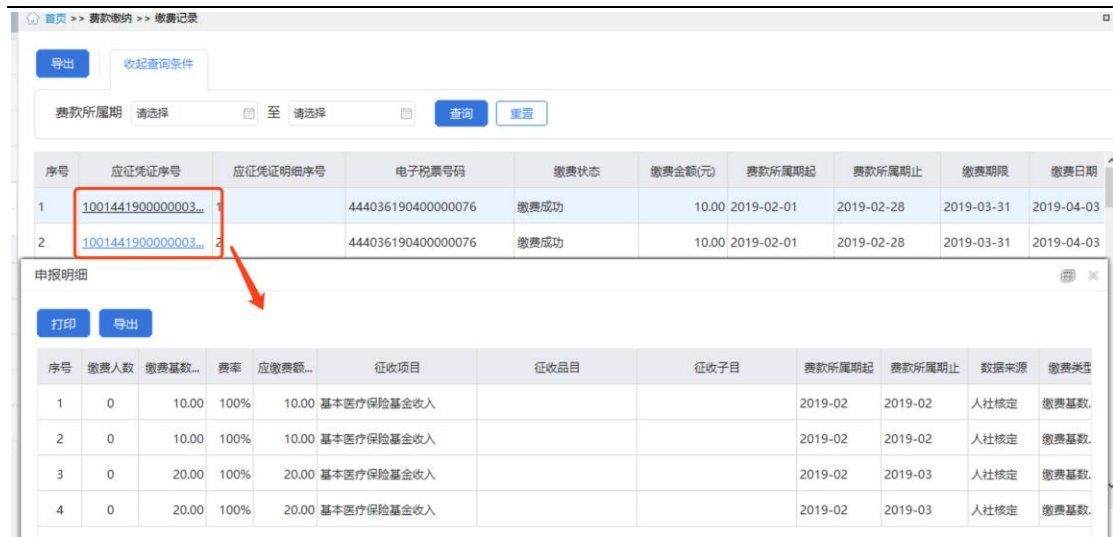 首页 >> 费款缴纳 >> 缴费记录
导出 收起查询条件
费款所属期 请选择 至 请选择 查询 重置
序号 应征凭证序号 应征凭证明细序号 电子税票号码 缴费状态 缴费金额(元) 费款所属期起 费款所属期止 缴费期限 缴费日期
1 1001441900000003... 1 444036190400000076 缴费成功 10.00 2019-02-01 2019-02-28 2019-03-31 2019-04-03
2 1001441900000003... 2 444036190400000076 缴费成功 10.00 2019-02-01 2019-02-28 2019-03-31 2019-04-03
申报明细
打印 导出
序号 缴费人数 缴费基数... 费率 应缴费额... 征收项目 征收品目 征收子目 费款所属期起 费款所属期止 数据来源 缴费类型
1 0 10.00 100% 10.00 基本医疗保险基金收入 2019-02 2019-02 人社核定 缴费基数.
2 0 10.00 100% 10.00 基本医疗保险基金收入 2019-02 2019-02 人社核定 缴费基数.
3 0 20.00 100% 20.00 基本医疗保险基金收入 2019-02 2019-03 人社核定 缴费基数.
4 0 20.00 100% 20.00 基本医疗保险基金收入 2019-02 2019-03 人社核定 缴费基数.